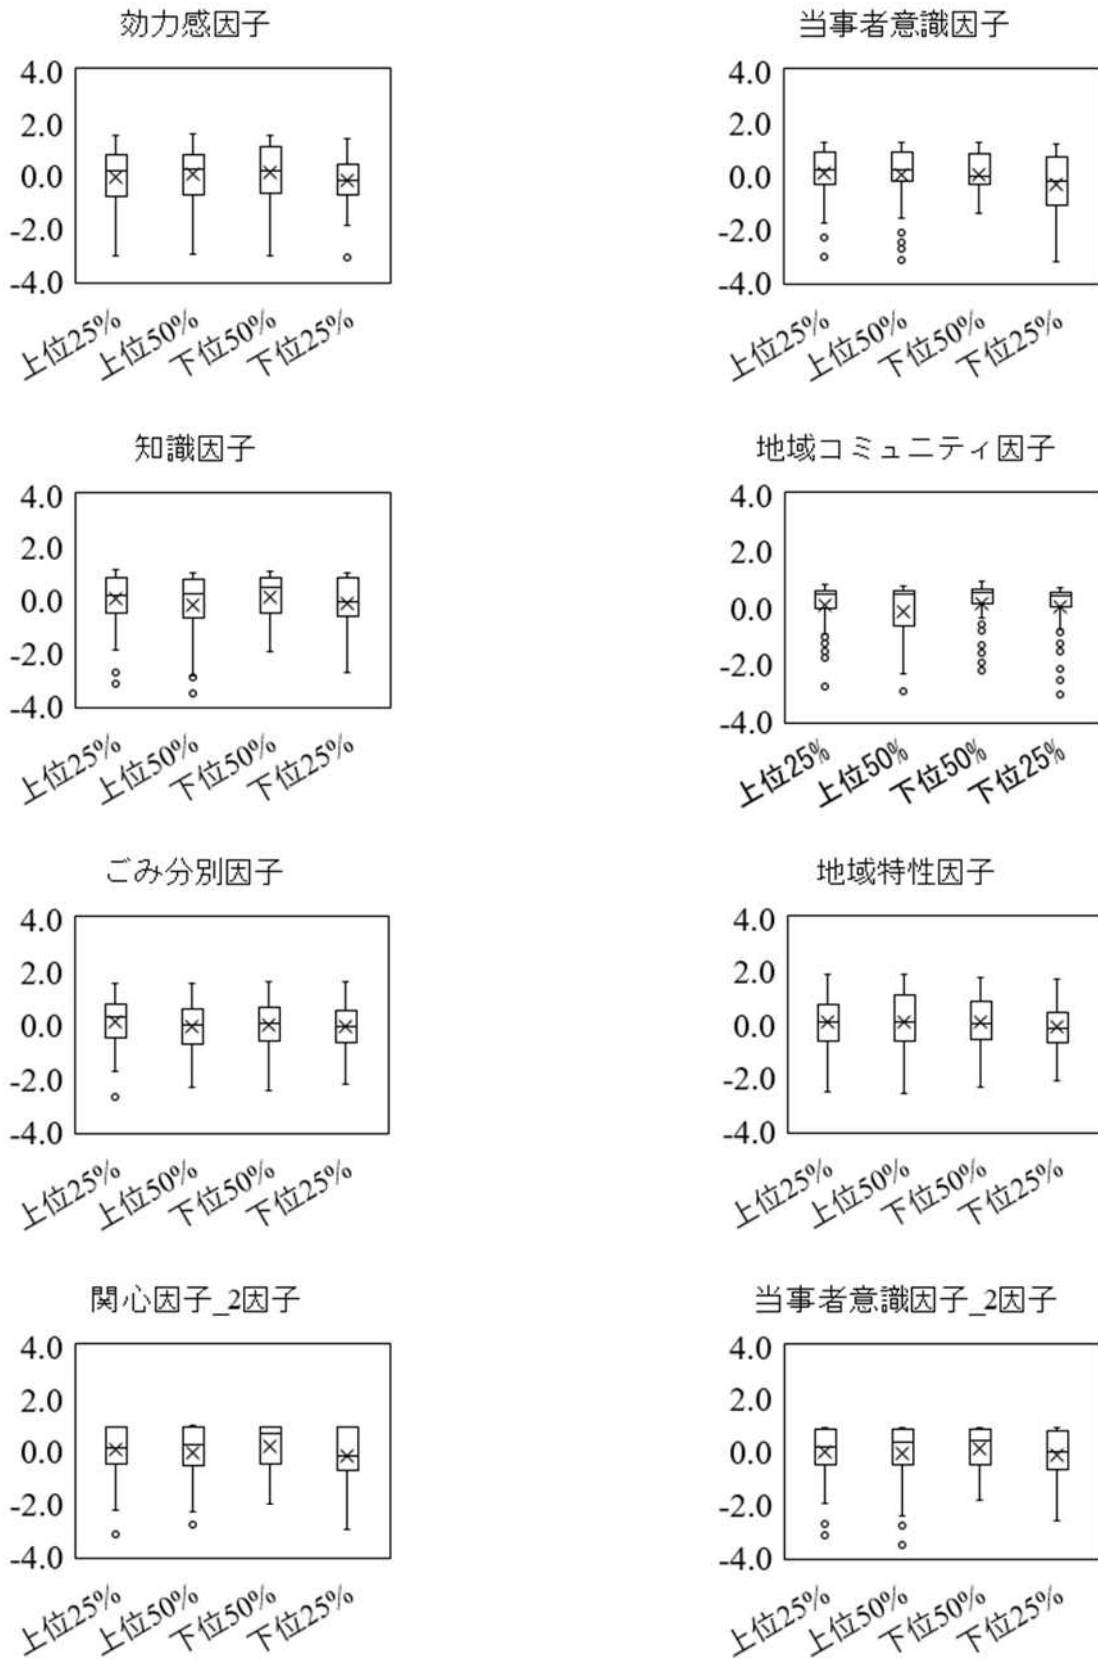 効力感因子
4.0
2.0
0.0
-2.0
-4.0
上位25%
上位50%
下位50%
下位25%
当事者意識因子
4.0
2.0
0.0
-2.0
-4.0
上位25%
上位50%
下位50%
下位25%
知識因子
4.0
2.0
0.0
-2.0
-4.0
上位25%
上位50%
下位50%
下位25%
地域コミュニティ因子
4.0
2.0
0.0
-2.0
-4.0
上位25%
上位50%
下位50%
下位25%
ごみ分別因子
4.0
2.0
0.0
-2.0
-4.0
上位25%
上位50%
下位50%
下位25%
地域特性因子
4.0
2.0
0.0
-2.0
-4.0
上位25%
上位50%
下位50%
下位25%
関心因子_2因子
4.0
2.0
0.0
-2.0
-4.0
上位25%
上位50%
下位50%
下位25%
当事者意識因子_2因子
4.0
2.0
0.0
-2.0
-4.0
上位25%
上位50%
下位50%
下位25%